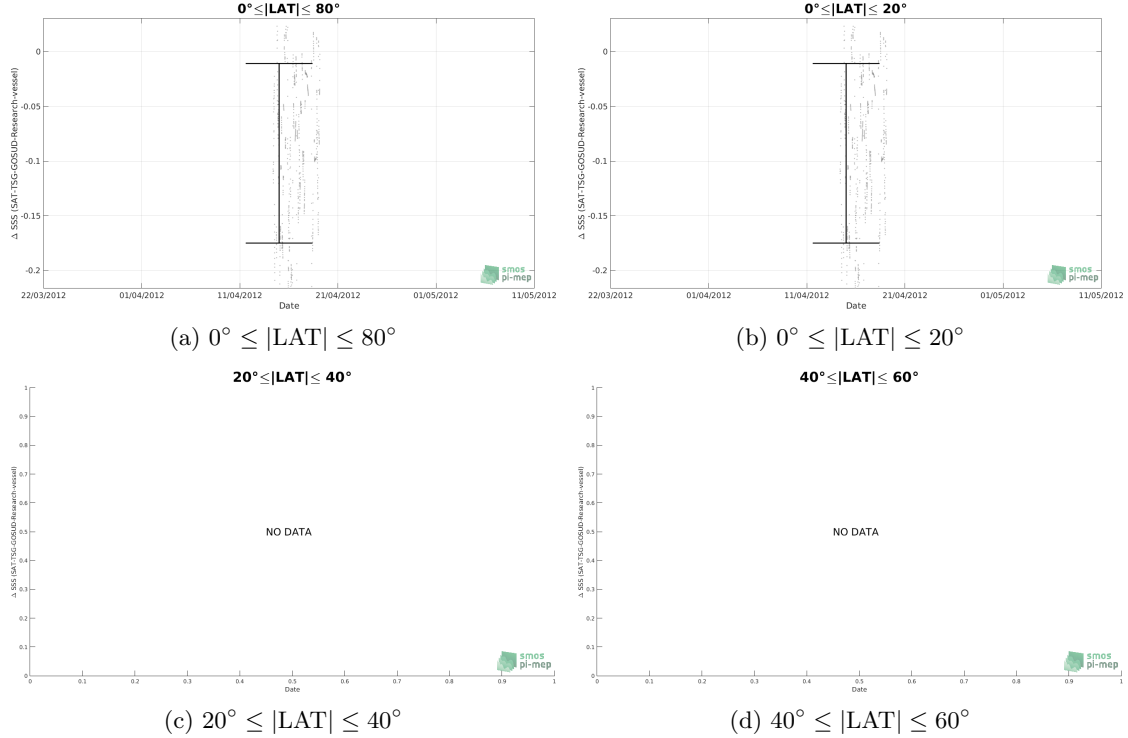 0°≤|LAT|≤ 80°
0
-0.05
-0.1
-0.15
-0.2
Δ SSS (SAT-TSG-GOSUD-Research-vessel)
22/03/2012 01/04/2012 11/04/2012 21/04/2012 01/05/2012 11/05/2012
Date
smos
pi-mep
(a) 0° ≤ |LAT| ≤ 80°
0°≤|LAT|≤ 20°
0
-0.05
-0.1
-0.15
-0.2
Δ SSS (SAT-TSG-GOSUD-Research-vessel)
22/03/2012 01/04/2012 11/04/2012 21/04/2012 01/05/2012 11/05/2012
Date
smos
pi-mep
(b) 0° ≤ |LAT| ≤ 20°
20°≤|LAT|≤ 40°
1
0.9
0.8
0.7
0.6
0.5
0.4
0.3
0.2
0.1
0
Δ SSS (SAT-TSG-GOSUD-Research-vessel)
NO DATA
0 0.1 0.2 0.3 0.4 0.5 0.6 0.7 0.8 0.9 1
Date
smos
pi-mep
(c) 20° ≤ |LAT| ≤ 40°
40°≤|LAT|≤ 60°
1
0.9
0.8
0.7
0.6
0.5
0.4
0.3
0.2
0.1
0
Δ SSS (SAT-TSG-GOSUD-Research-vessel)
NO DATA
0 0.1 0.2 0.3 0.4 0.5 0.6 0.7 0.8 0.9 1
Date
smos
pi-mep
(d) 40° ≤ |LAT| ≤ 60°